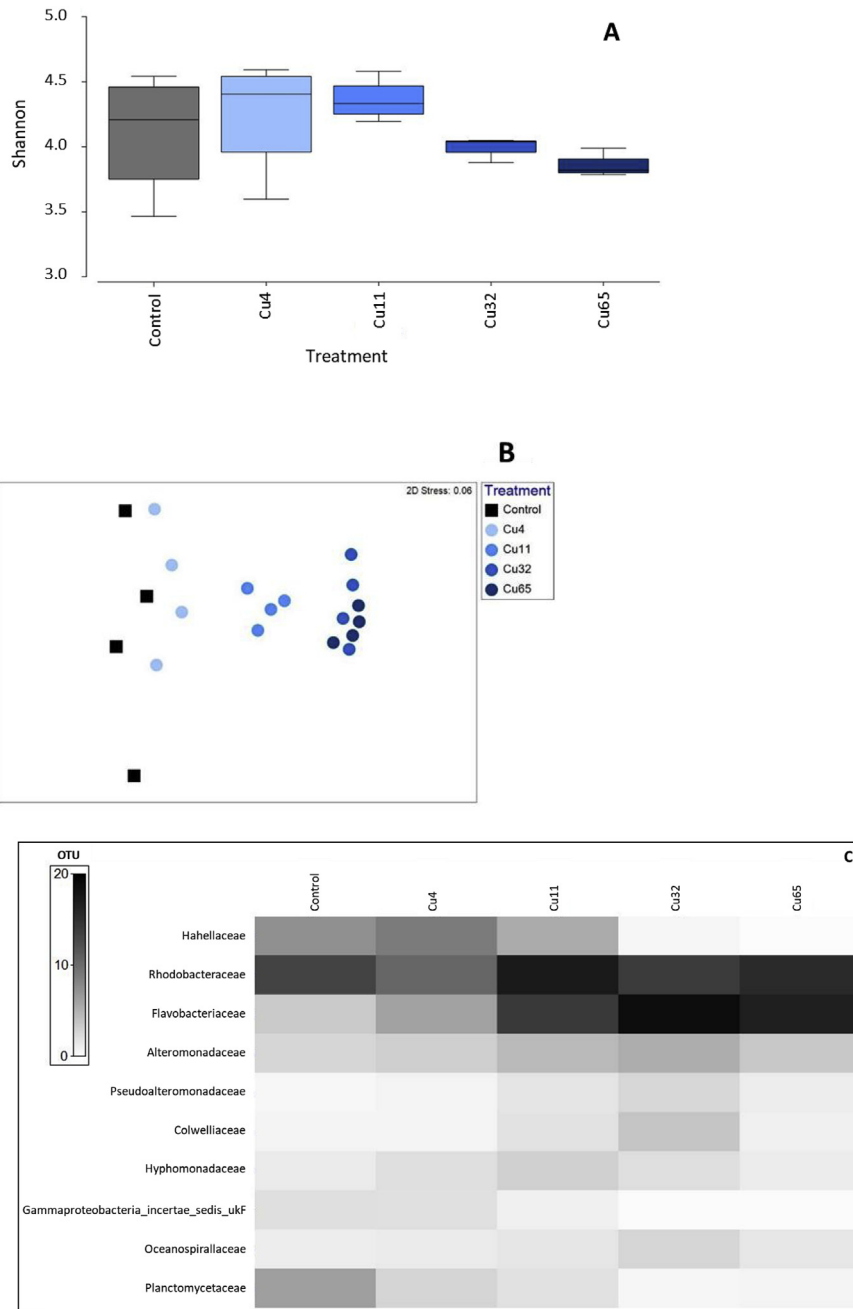 A
5.0
4.5
4.0
3.5
3.0
Shannon
Control
Cu4
Cu11
Cu32
Cu65
Treatment
B
2D Stress: 0.06
Treatment
Control
Cu4
Cu11
Cu32
Cu65
C
OTU
20
10
0
Control
Cu4
Cu11
Cu32
Cu65
Hahellaceae
Rhodobacteraceae
Flavobacteriaceae
Alteromonadaceae
Pseudoalteromonadaceae
Colwelliaceae
Hyphomonadaceae
Gammaproteobacteria_incertae_sedis_ukF
Oceanospirallaceae
Planctomycetaceae